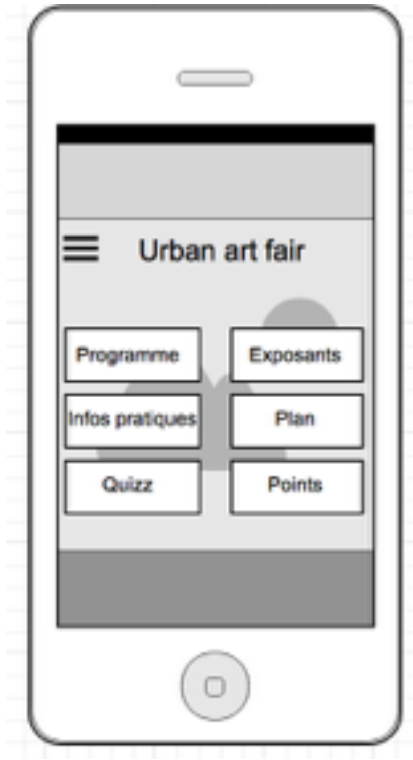 Urban art fair
Programme
Exposants
Infos pratiques
Plan
Quizz
Points